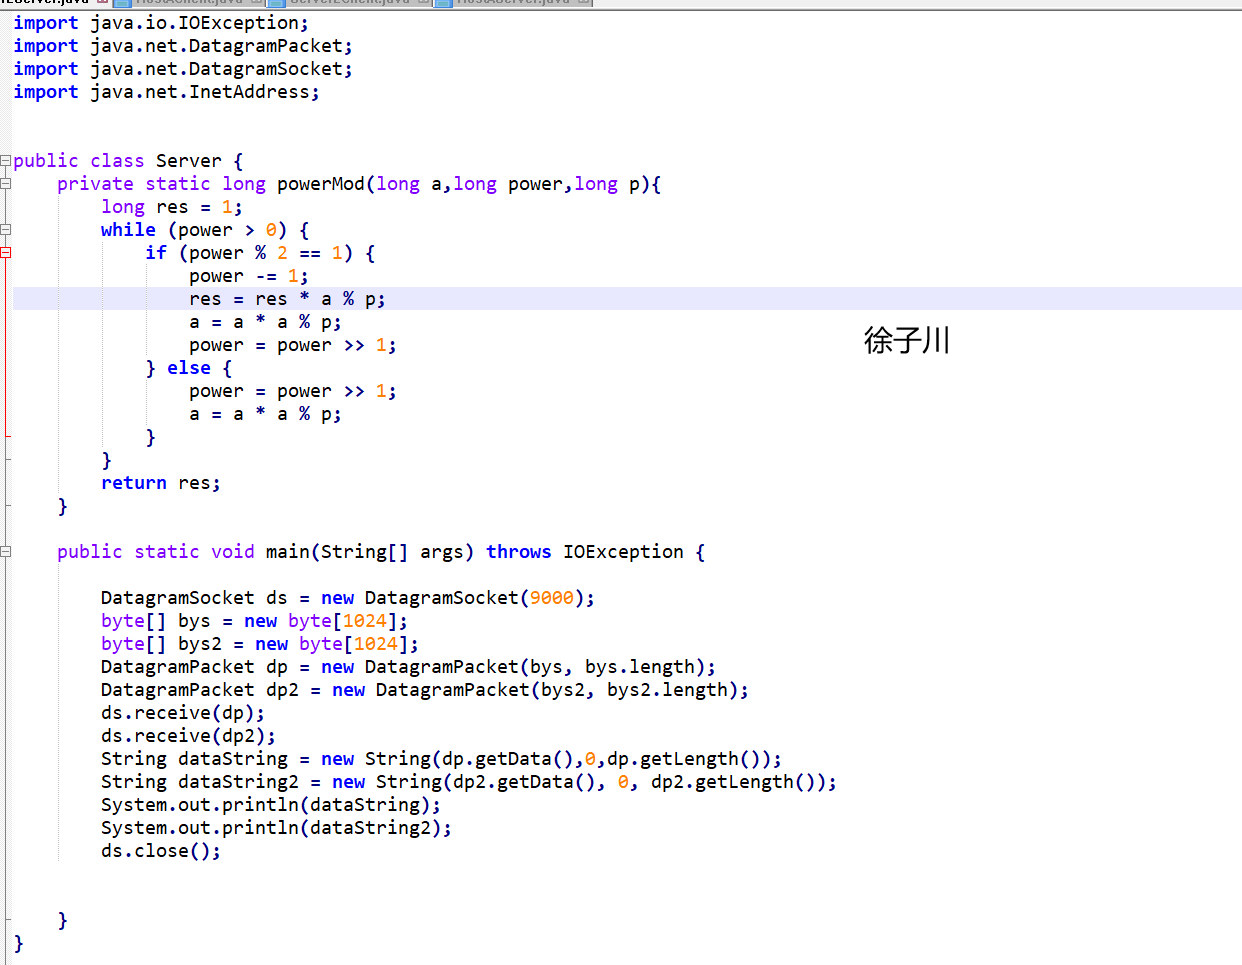 import java.io.IOException;
import java.net.DatagramPacket;
import java.net.DatagramSocket;
import java.net.InetAddress;
public class Server {
    private static long powerMod(long a,long power,long p){
        long res = 1;
        while (power > 0) {
            if (power % 2 == 1) {
                power -= 1;
                res = res * a % p;
                a = a * a % p;
徐子川
                power = power >> 1;
            } else {
                power = power >> 1;
                a = a * a % p;
            }
        }
        return res;
    }
    public static void main(String[] args) throws IOException {
        DatagramSocket ds = new DatagramSocket(9000);
        byte[] bys = new byte[1024];
        byte[] bys2 = new byte[1024];
        DatagramPacket dp = new DatagramPacket(bys, bys.length);
        DatagramPacket dp2 = new DatagramPacket(bys2, bys2.length);
        ds.receive(dp);
        ds.receive(dp2);
        String dataString = new String(dp.getData(),0,dp.getLength());
        String dataString2 = new String(dp2.getData(), 0, dp2.getLength());
        System.out.println(dataString);
        System.out.println(dataString2);
        ds.close();
    }
}